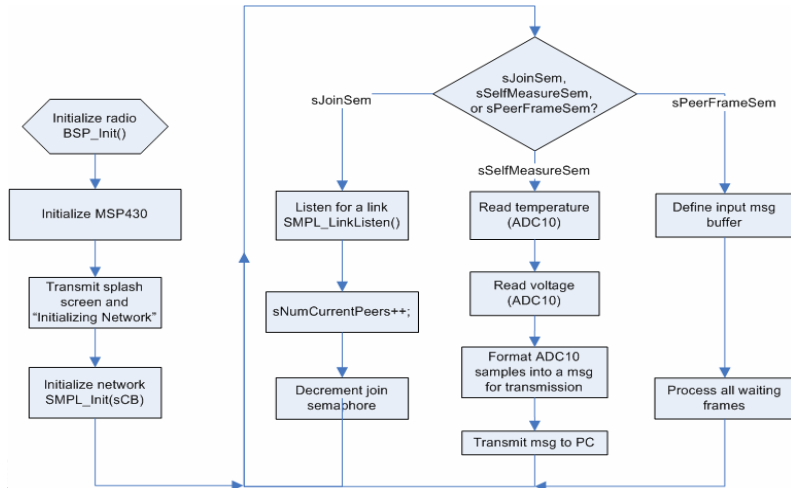 Initialize radio
BSP_Init()
Initialize MSP430
Transmit splash
screen and
“Initializing Network”
Initialize network
SMPL_Init(sCB)
sJoinSem,
sSelfMeasureSem,
or sPeerFrameSem?
sJoinSem
sSelfMeasureSem
sPeerFrameSem
Listen for a link
SMPL_LinkListen()
sNumCurrentPeers++;
Decrement join
semaphore
Read temperature
(ADC10)
Read voltage
(ADC10)
Format ADC10
samples into a msg
for transmission
Transmit msg to PC
Define input msg
buffer
Process all waiting
frames